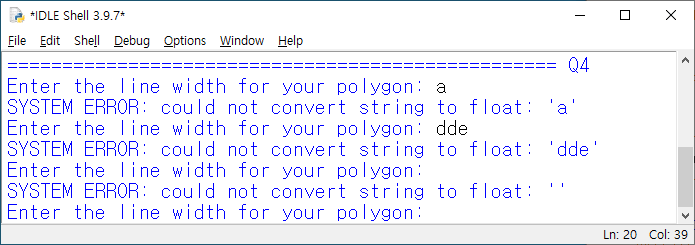 *IDLE Shell 3.9.7*
File Edit Shell Debug Options Window Help
=================================================== Q4
Enter the line width for your polygon: a
SYSTEM ERROR: could not convert string to float: 'a'
Enter the line width for your polygon: dde
SYSTEM ERROR: could not convert string to float: 'dde'
Enter the line width for your polygon:
SYSTEM ERROR: could not convert string to float: ''
Enter the line width for your polygon:
Ln: 20 Col: 39